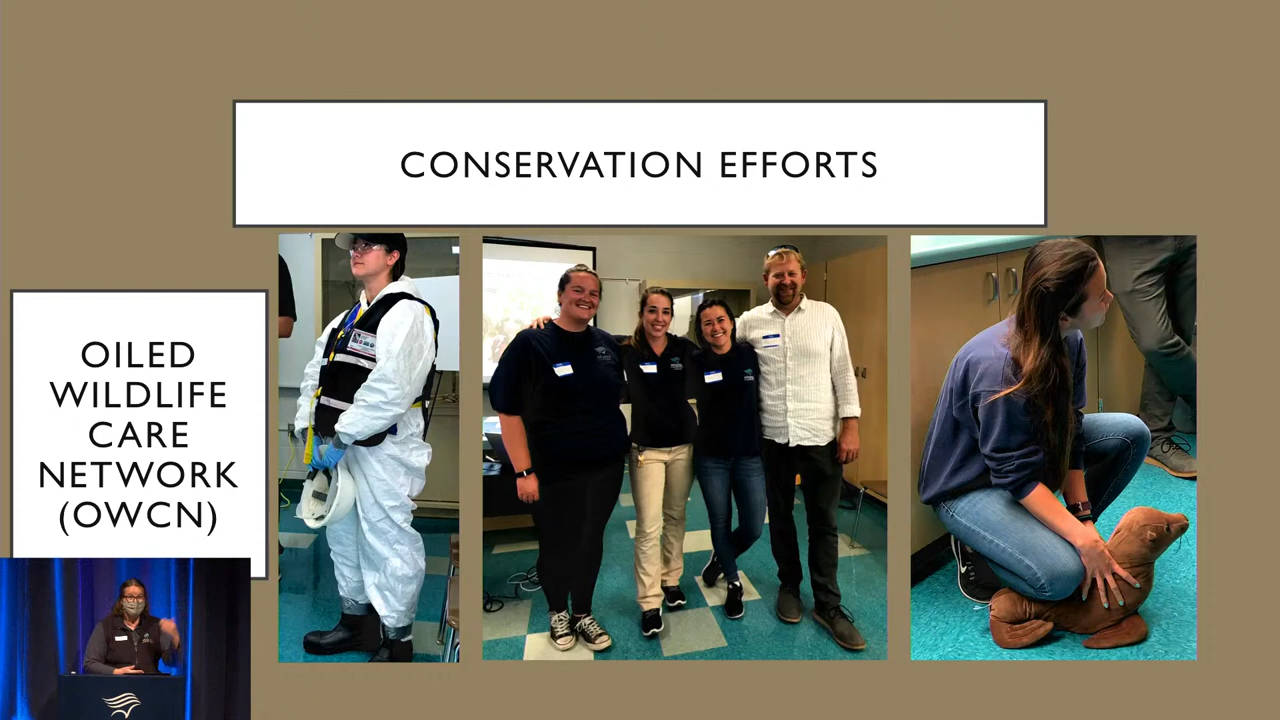 CONSERVATION EFFORTS
OILED
WILDLIFE
CARE
NETWORK
(OWCN)